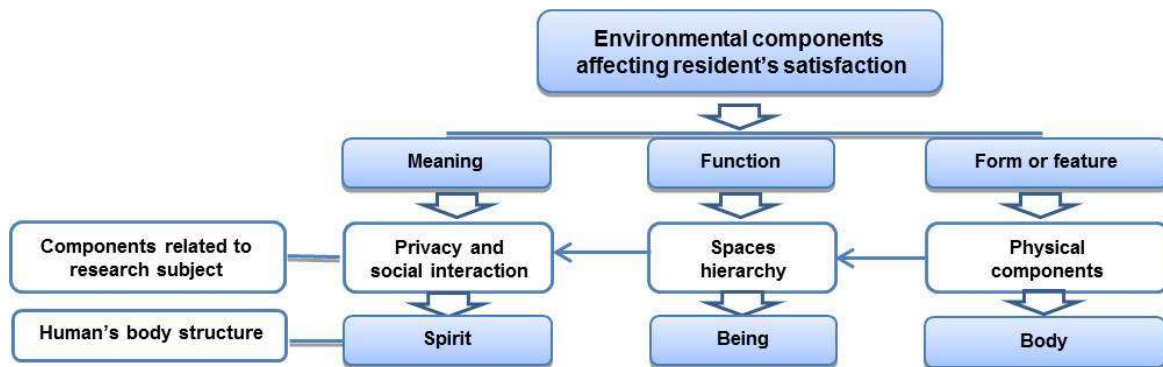 Environmental components
affecting resident's satisfaction
Meaning
Function
Form or feature
Components related to
research subject
Privacy and
social interaction
Spaces
hierarchy
Physical
components
Human's body structure
Spirit
Being
Body